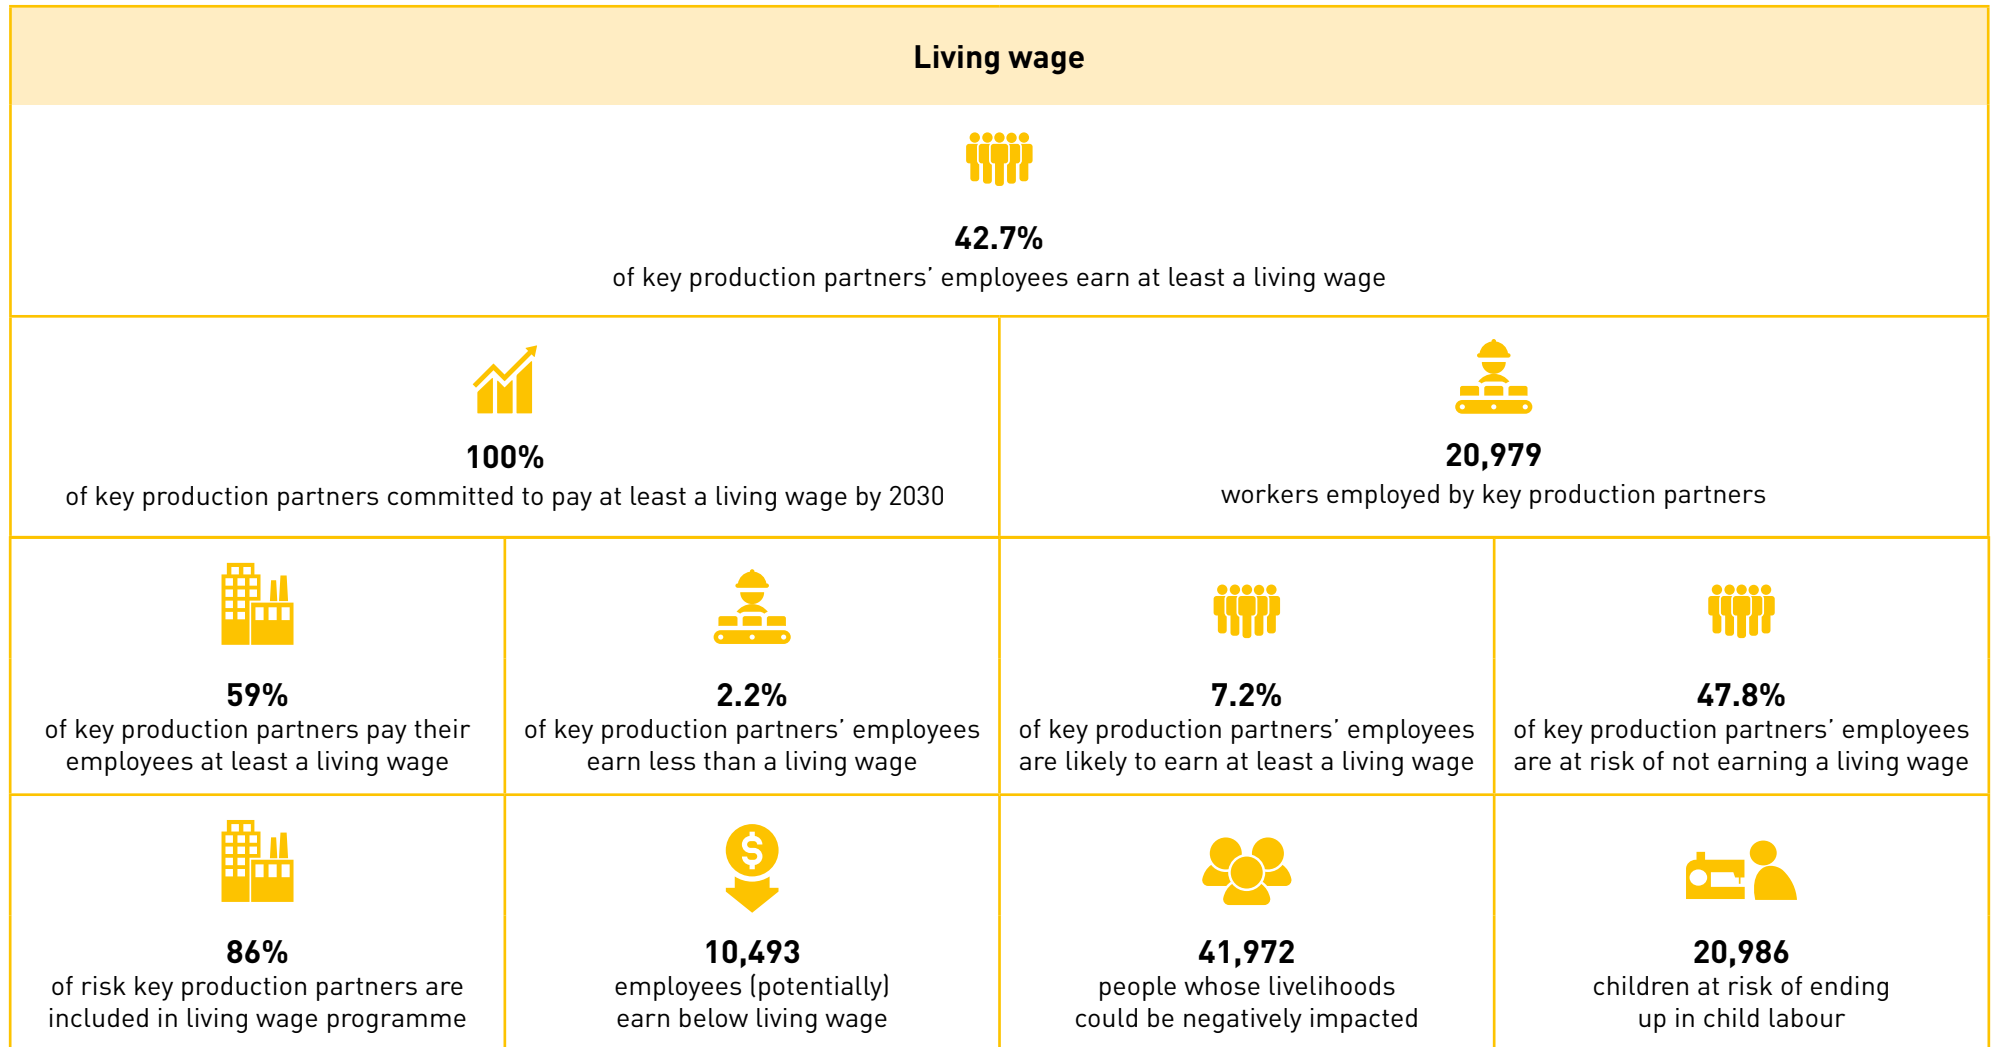 Living wage
42.7%
of key production partners’ employees earn at least a living wage
100%
of key production partners committed to pay at least a living wage by 2030
20,979
workers employed by key production partners
59%
of key production partners pay their
employees at least a living wage
2.2%
of key production partners’ employees
earn less than a living wage
7.2%
of key production partners’ employees
are likely to earn at least a living wage
47.8%
of key production partners’ employees
are at risk of not earning a living wage
86%
of risk key production partners are
included in living wage programme
$
10,493
employees (potentially)
earn below living wage
41,972
people whose livelihoods
could be negatively impacted
20,986
children at risk of ending
up in child labour